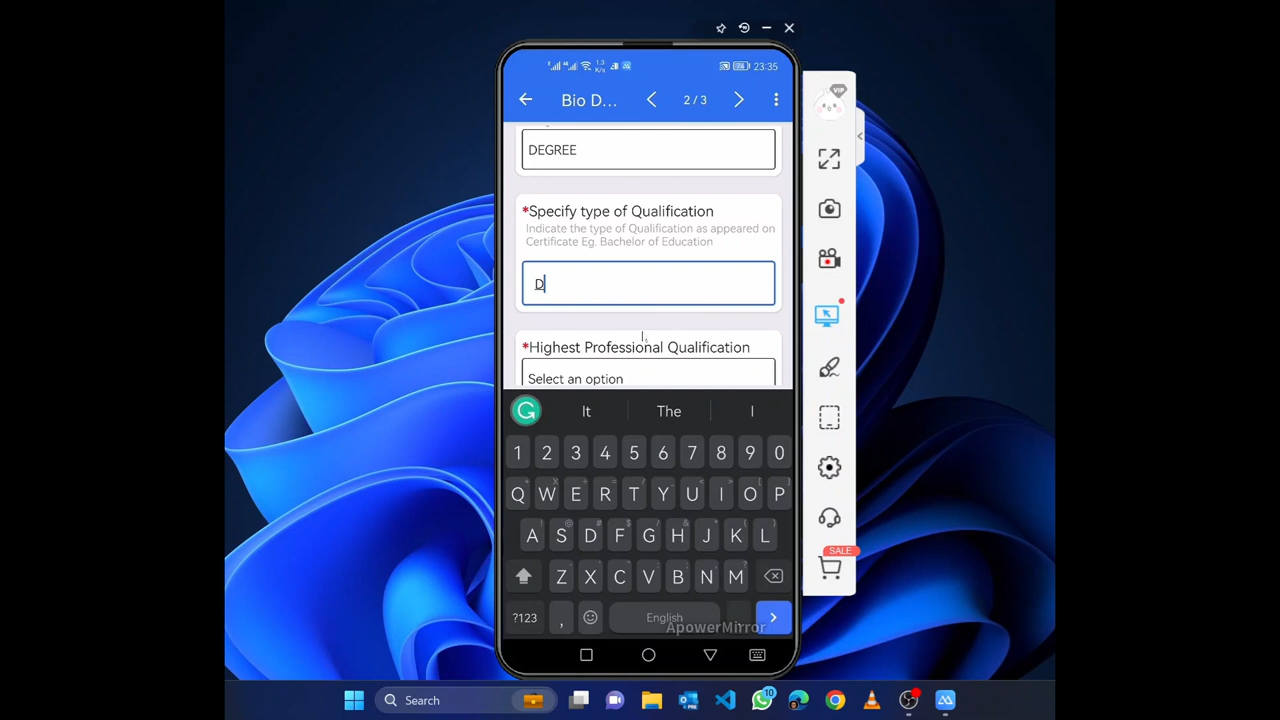 23:35
Bio D...
2 / 3
VIP
DEGREE
*Specify type of Qualification
Indicate the type of Qualification as appeared on
Certificate Eg. Bachelor of Education
D
*Highest Professional Qualification
Select an option
It The I
1 2 3 4 5 6 7 8 9 0
Q W E R T Y U I O P
A S D F G H J K L
Z X C V B N M
SALE
?123 , English
ApowerMirror
Search
10